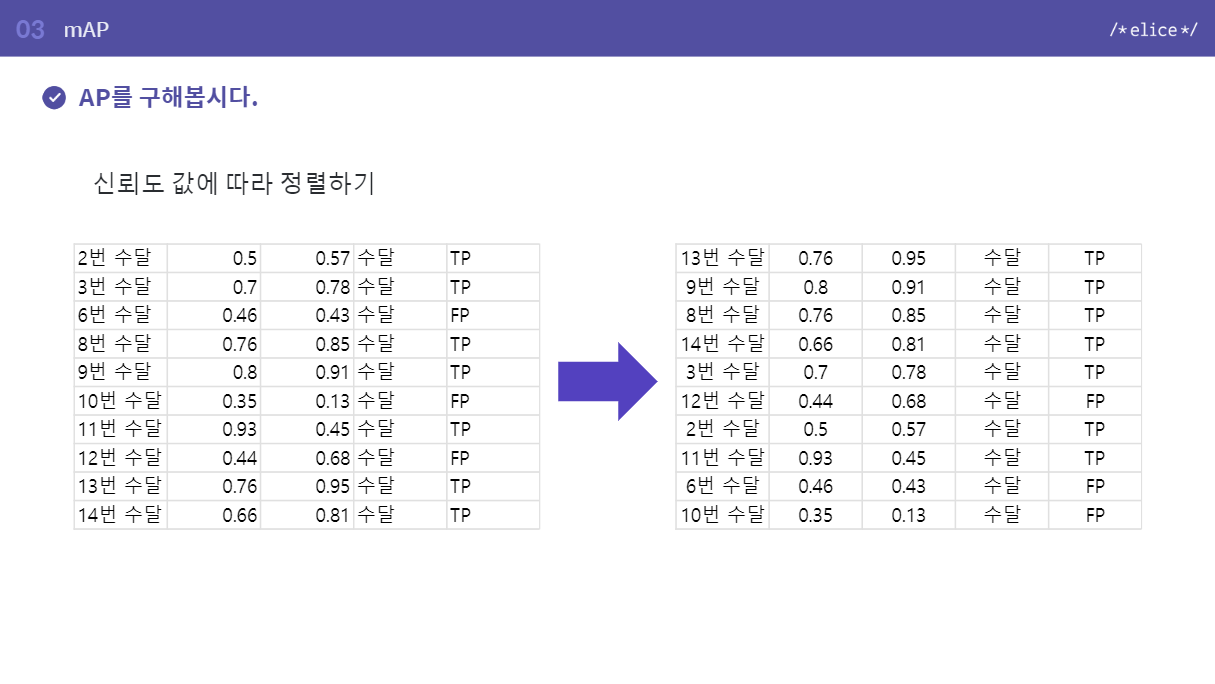 03 mAP
/*elice*/
AP를 구해봅시다.
신뢰도 값에 따라 정렬하기
2번 수달 0.5 0.57 수달 TP
3번 수달 0.7 0.78 수달 TP
6번 수달 0.46 0.43 수달 FP
8번 수달 0.76 0.85 수달 TP
9번 수달 0.8 0.91 수달 TP
10번 수달 0.35 0.13 수달 FP
11번 수달 0.93 0.45 수달 TP
12번 수달 0.44 0.68 수달 FP
13번 수달 0.76 0.95 수달 TP
14번 수달 0.66 0.81 수달 TP
13번 수달 0.76 0.95 수달 TP
9번 수달 0.8 0.91 수달 TP
8번 수달 0.76 0.85 수달 TP
14번 수달 0.66 0.81 수달 TP
3번 수달 0.7 0.78 수달 TP
12번 수달 0.44 0.68 수달 FP
2번 수달 0.5 0.57 수달 TP
11번 수달 0.93 0.45 수달 TP
6번 수달 0.46 0.43 수달 FP
10번 수달 0.35 0.13 수달 FP